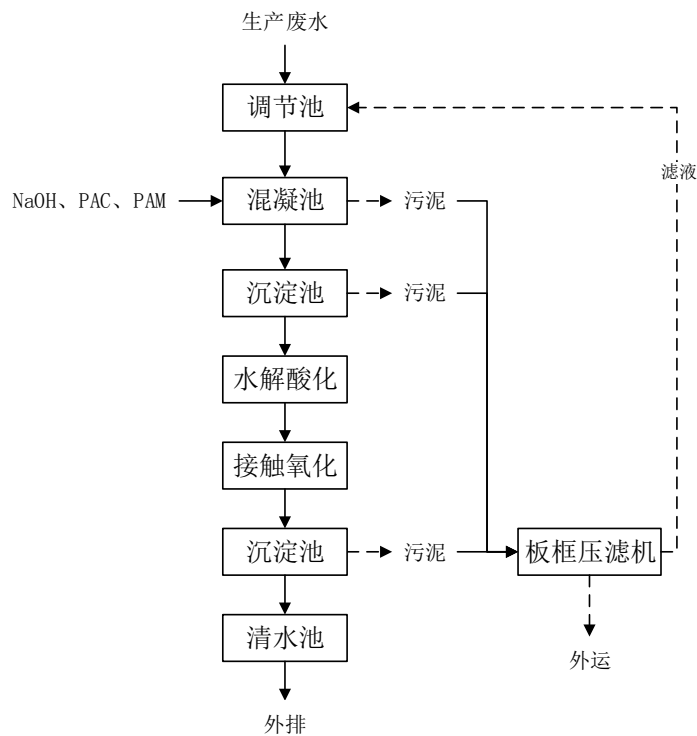 生产废水
调节池
滤液
NaOH、PAC、PAM
混凝池
污泥
沉淀池
污泥
水解酸化
接触氧化
沉淀池
污泥
板框压滤机
清水池
外运
外排